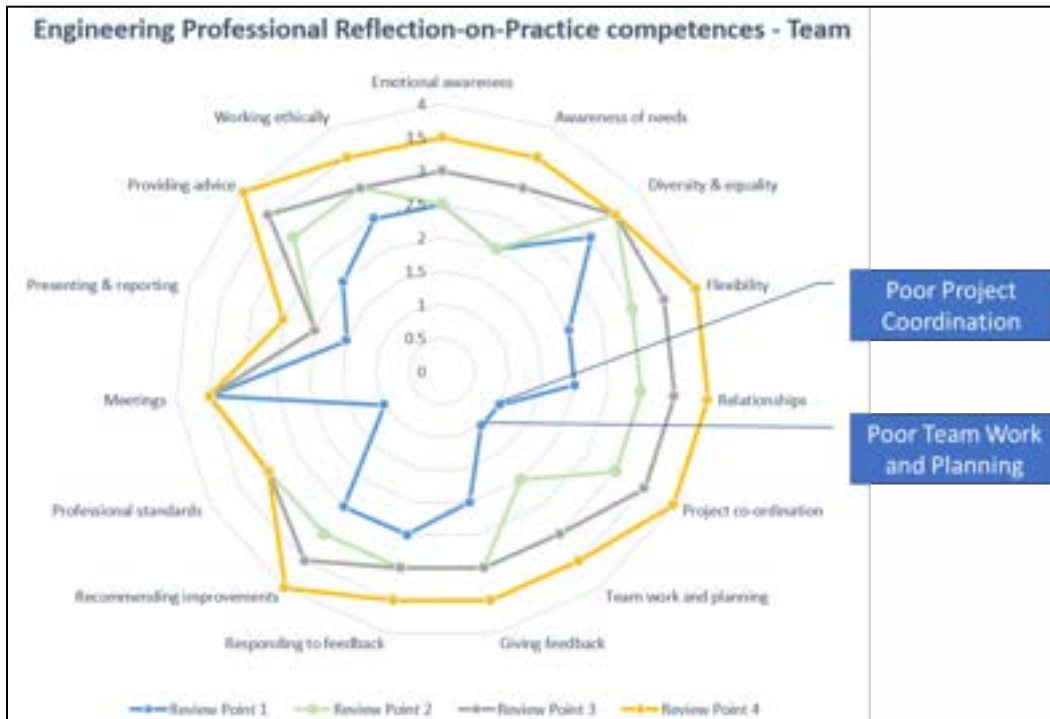 Engineering Professional Reflection-on-Practice competences - Team
Emotional awareness
Working ethically
Awareness of needs
Providing advice
Diversity & equality
Presenting & reporting
Flexibility
Meetings
Relationships
Professional standards
Project co-ordination
Recommending improvements
Team work and planning
Responding to feedback
Giving feedback
4
3.5
3
2.5
2
1.5
1
0.5
0
Poor Project
Coordination
Poor Team Work
and Planning
Review Point 1
Review Point 2
Review Point 3
Review Point 4